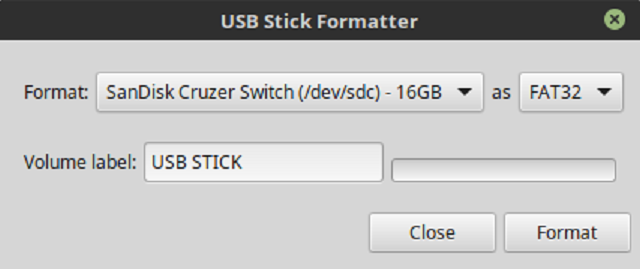 USB Stick Formatter
Format: SanDisk Cruzer Switch (/dev/sdc) - 16GB as FAT32
Volume label: USB STICK
Close Format